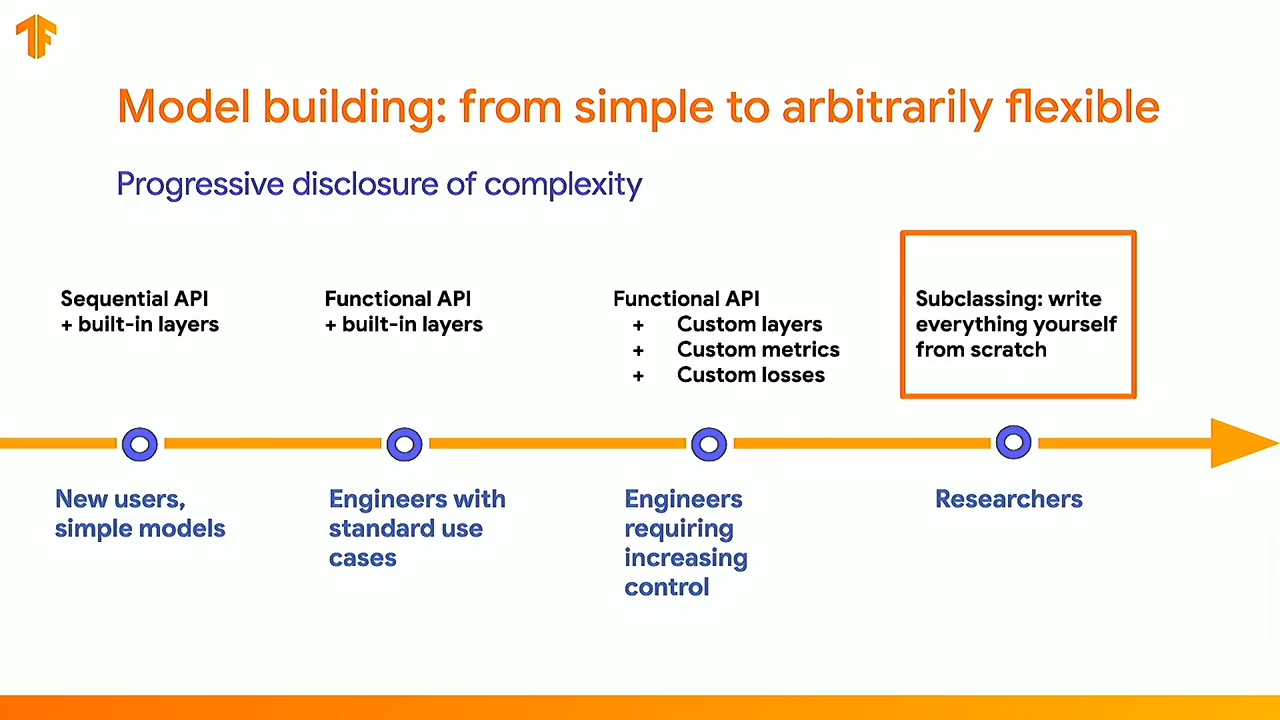 Model building: from simple to arbitrarily flexible
Progressive disclosure of complexity
Sequential API
+ built-in layers
Functional API
+ built-in layers
Functional API
+ Custom layers
+ Custom metrics
+ Custom losses
Subclassing: write
everything yourself
from scratch
New users,
simple models
Engineers with
standard use
cases
Engineers
requiring
increasing
control
Researchers